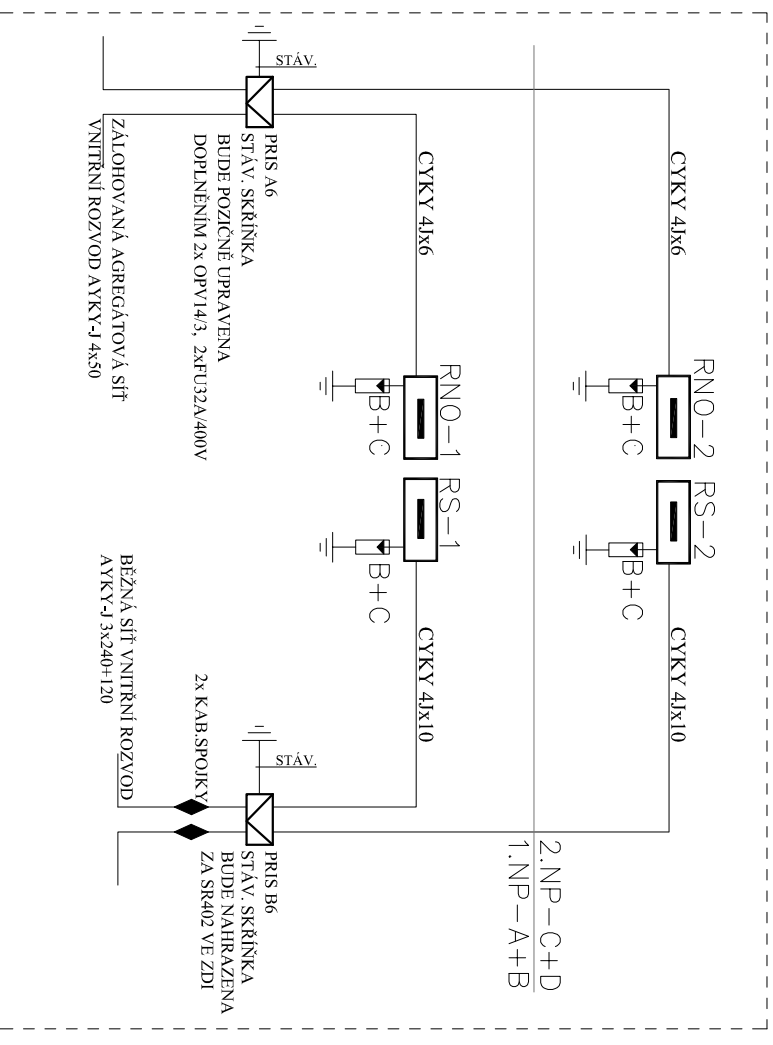 RNO-2
RS-2
CYKY 4Jx6
B+C
B+C
CYKY 4Jx10
2.NP-C+D
1.NP-A+B
RNO-1
RS-1
CYKY 4Jx6
B+C
B+C
CYKY 4Jx10
STÁV.
PRIS A6
STÁV. SKŘÍŇKA
BUDE POZIČNĚ UPRAVENA
DOPLNĚNÍM 2x OPV14/3, 2xFU32A/400V
STÁV.
PRIS B6
STÁV. SKŘÍŇKA
BUDE NAHRAZENA
ZA SR402 VE ZDI
2x KAB.SPOJKY
ZÁLOHOVANÁ AGREGÁTOVÁ SÍŤ
VNITŘNÍ ROZVOD AYKY-J 4x50
BĚŽNÁ SÍŤ VNITŘNÍ ROZVOD
AYKY-J 3x240+120